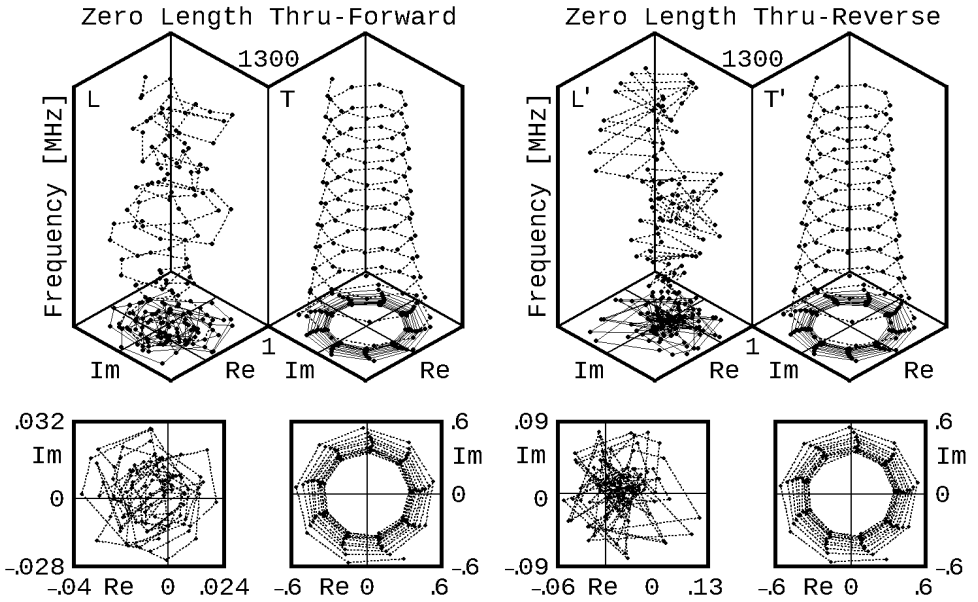 Zero Length Thru-Forward
Zero Length Thru-Reverse
1300
1300
L
T
L'
T'
Frequency [MHz]
Frequency [MHz]
1
1
Im
Re
Im
Re
Im
Re
Im
Re
.032
.6
.09
.6
Im
Im
Im
Im
0
0
0
0
-.028
-.6
-.09
-.6
-.04 Re 0 .024
-.6 Re 0 .6
-.06 Re 0 .13
-.6 Re 0 .6